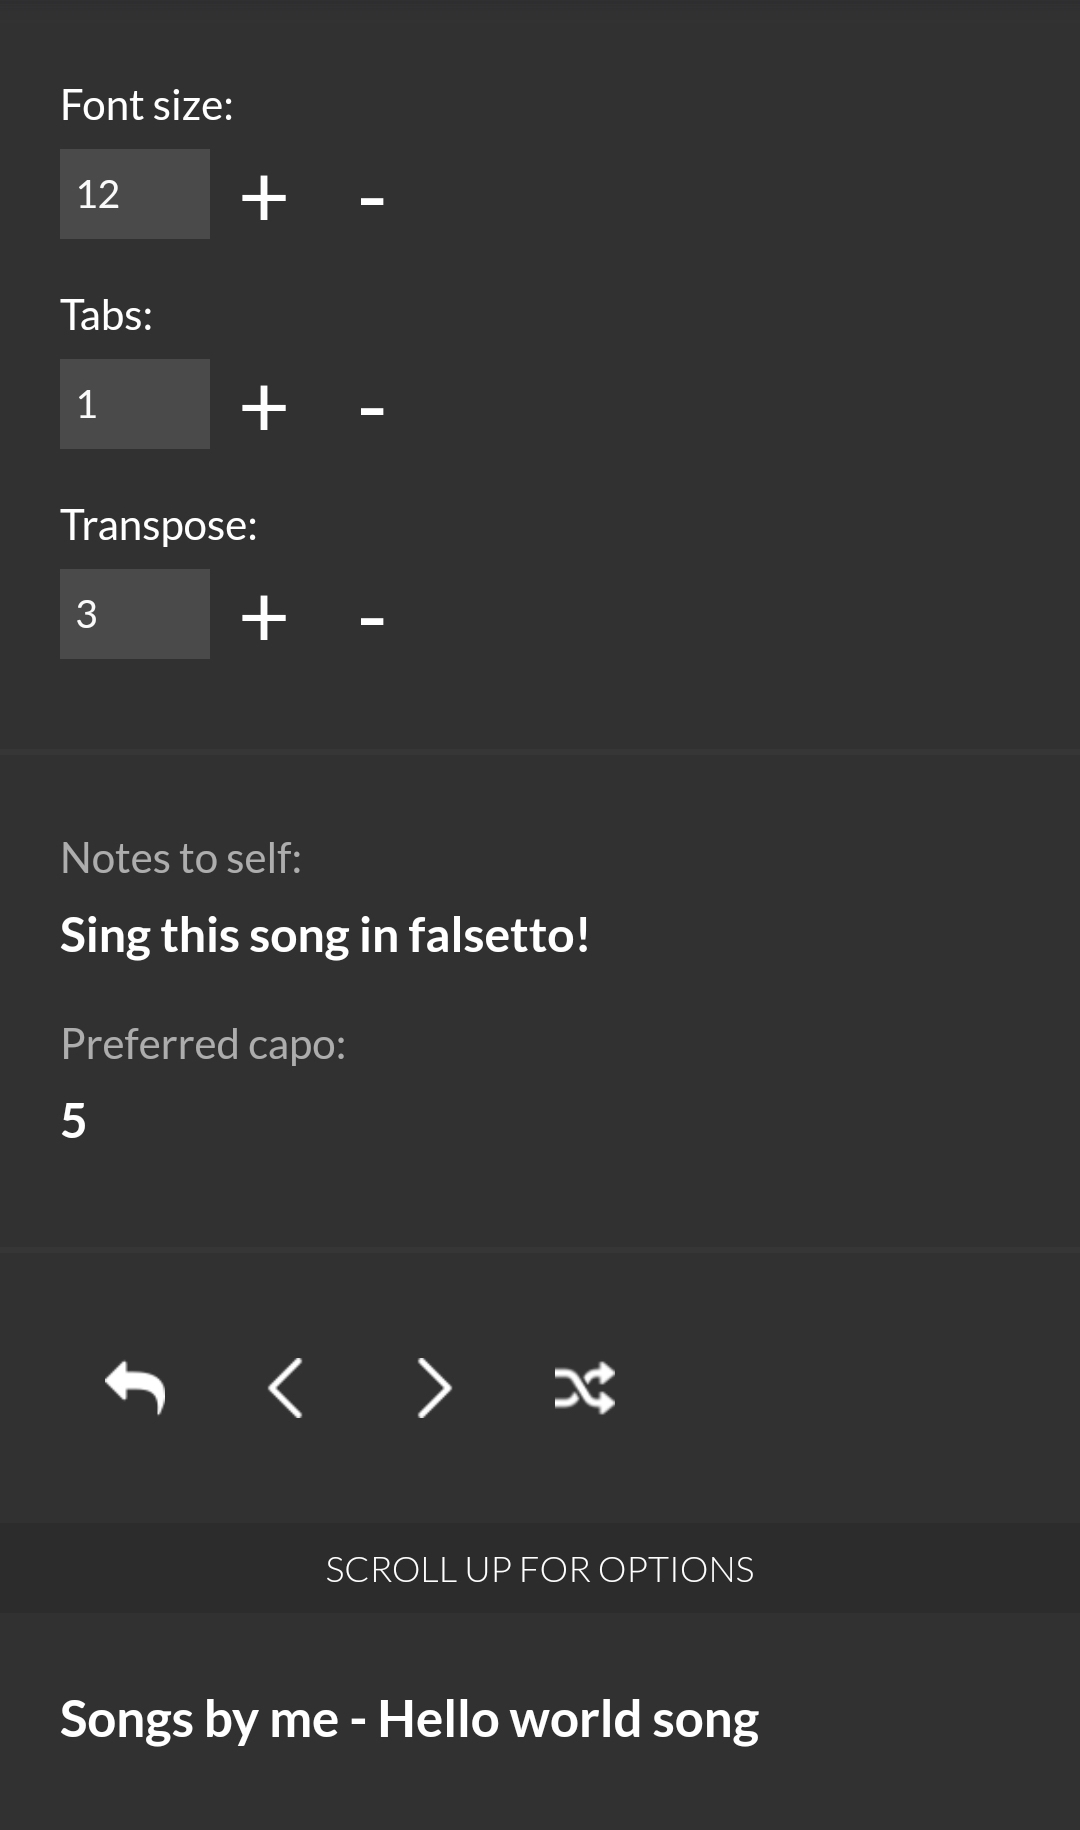 Font size:
12 + -
Tabs:
1 + -
Transpose:
3 + -
Notes to self:
Sing this song in falsetto!
Preferred capo:
5
SCROLL UP FOR OPTIONS
Songs by me - Hello world song